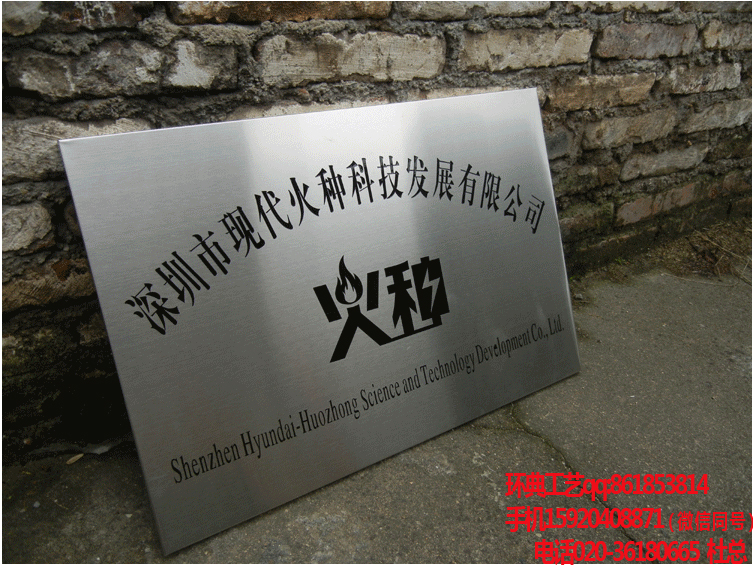 深圳市现代火种科技发展有限公司
火种
Shenzhen Hyundai-Huozhong Science and Technology Development Co., Ltd.
环典工艺qq:861853814
手机15920408871（微信同号）
电话020-36180665 杜总